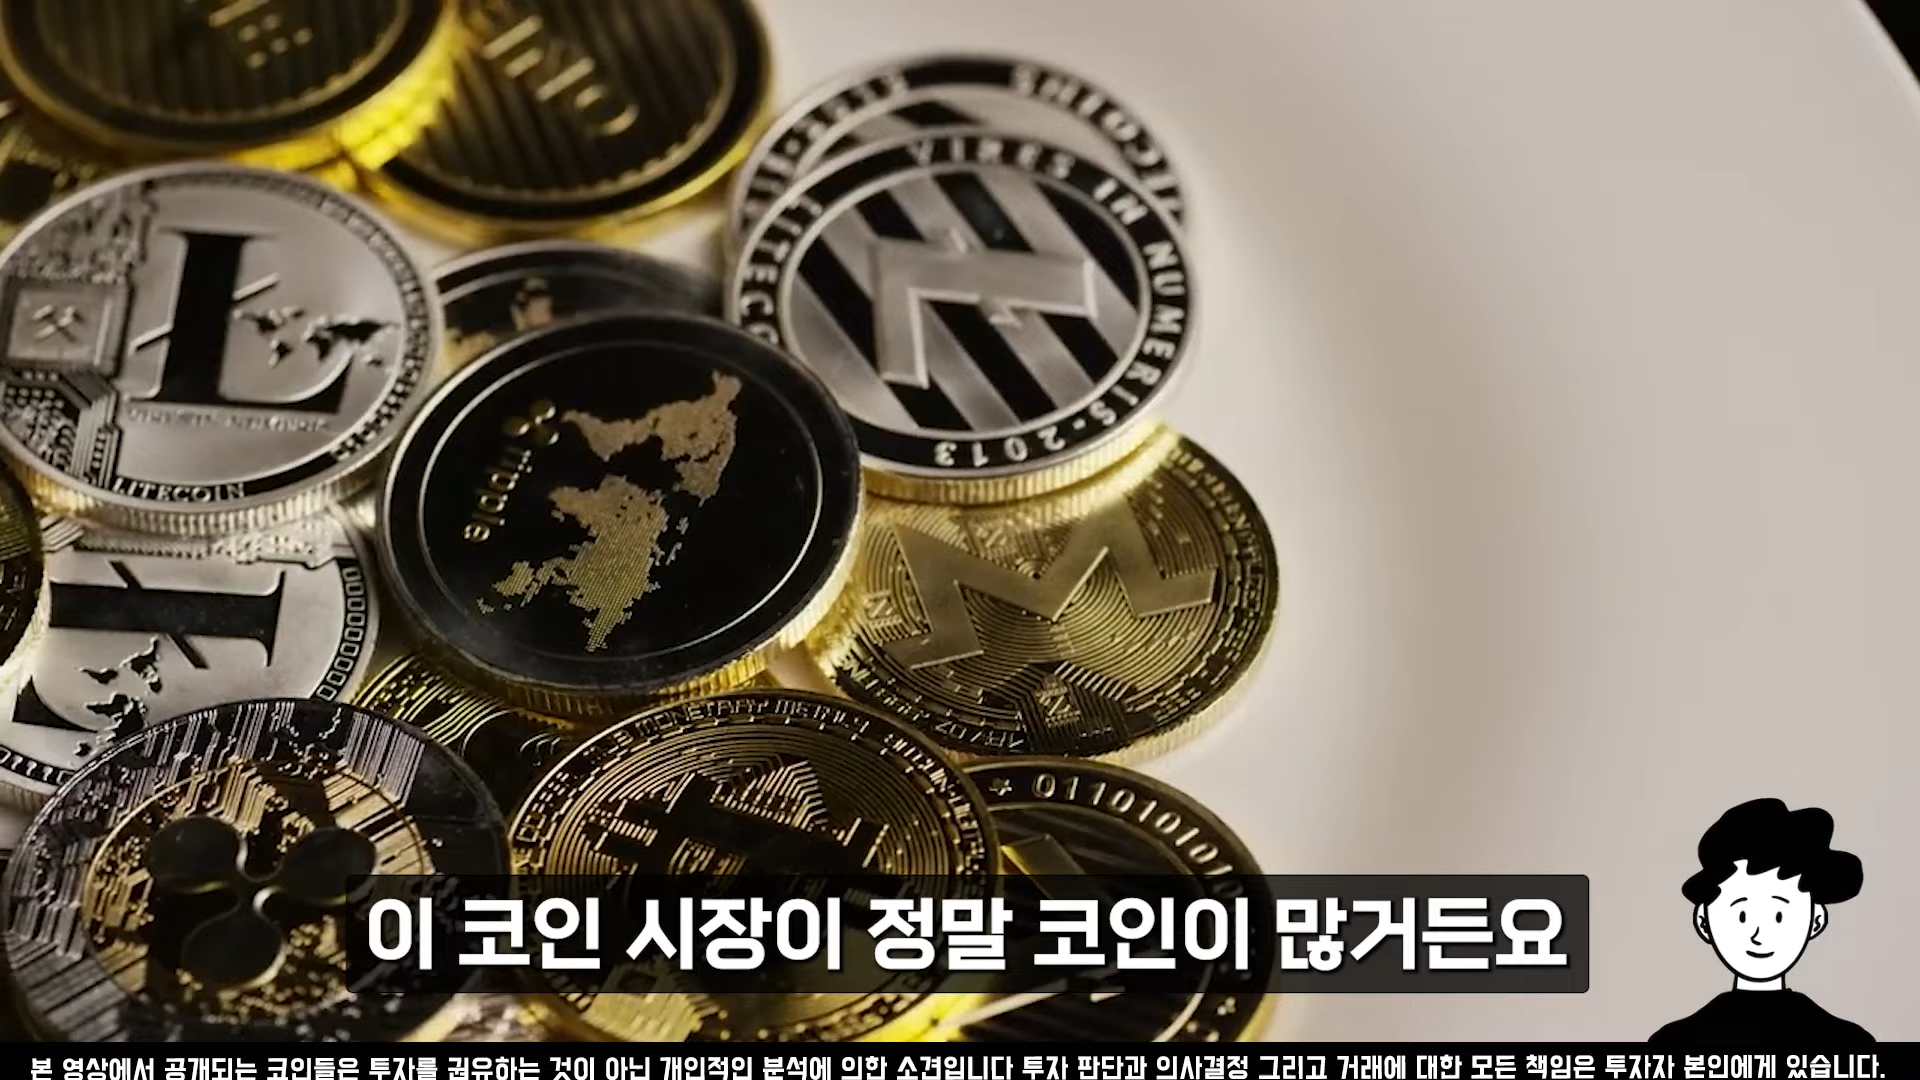 LITECOIN
ripple
VIRES IN NUMERIS·2013
011010101010
이 코인 시장이 정말 코인이 많거든요
본 영상에서 공개되는 코인들은 투자를 권유하는 것이 아닌 개인적인 분석에 의한 소견입니다 투자 판단과 의사결정 그리고 거래에 대한 모든 책임은 투자자 본인에게 있습니다.